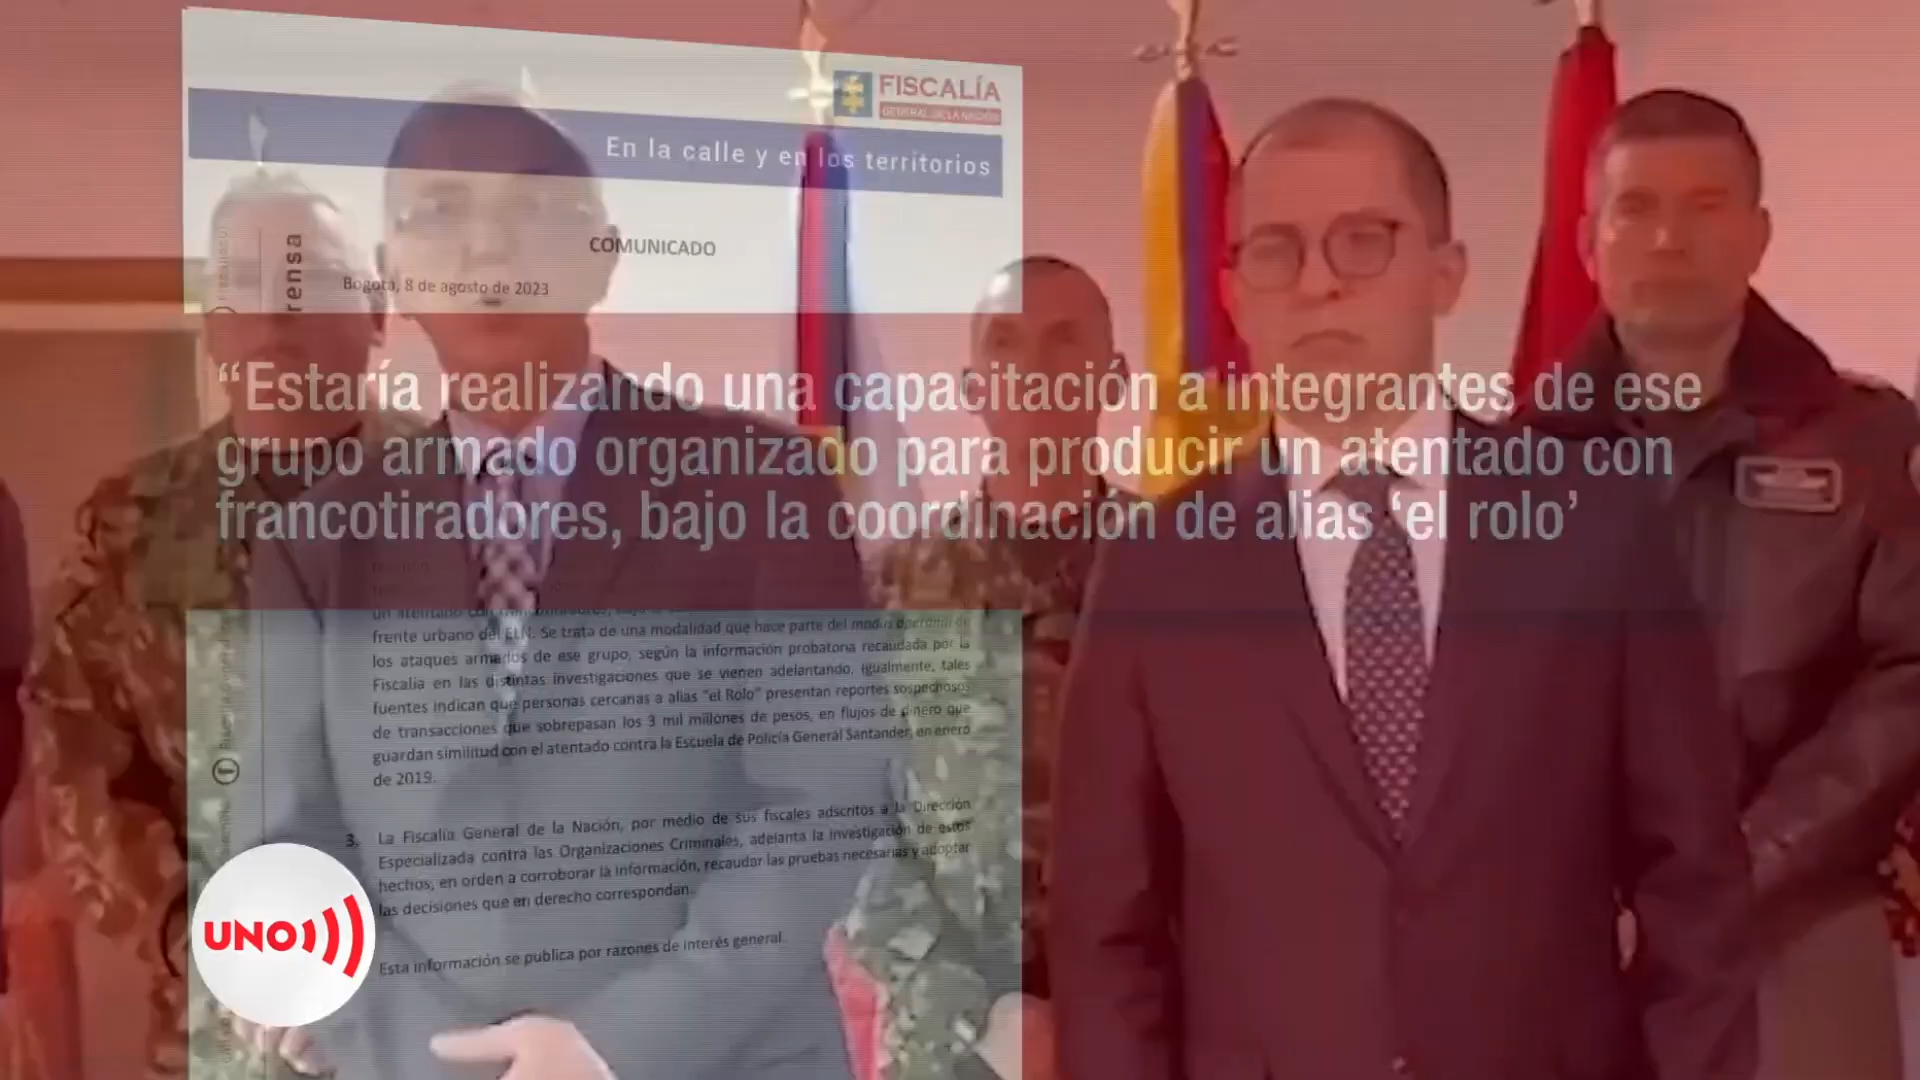 FISCALÍA
GENERAL DE LA NACIÓN
En la calle y en los territorios
COMUNICADO
rensa
Bogotá, 8 de agosto de 2023
“Estaría realizando una capacitación a integrantes de ese
grupo armado organizado para producir un atentado con
francotiradores, bajo la coordinación de alias ‘el rolo’
un atentado con francotiradores, bajo la
frente urbano del ELN. Se trata de una modalidad que hace parte del modus operandi de
los ataques armados de ese grupo, según la información probatoria recaudada por la
Fiscalía en las distintas investigaciones que se vienen adelantando. Igualmente, tales
fuentes indican que personas cercanas a alias “el Rolo” presentan reportes sospechosos
de transacciones que sobrepasan los 3 mil millones de pesos, en flujos de dinero que
guardan similitud con el atentado contra la Escuela de Policía General Santander, en enero
de 2019.
3. La Fiscalía General de la Nación, por medio de sus fiscales adscritos a la Dirección
Especializada contra las Organizaciones Criminales, adelanta la investigación de estos
hechos, en orden a corroborar la información, recaudar las pruebas necesarias y adoptar
las decisiones que en derecho correspondan.
Esta información se publica por razones de interés general.
UNO